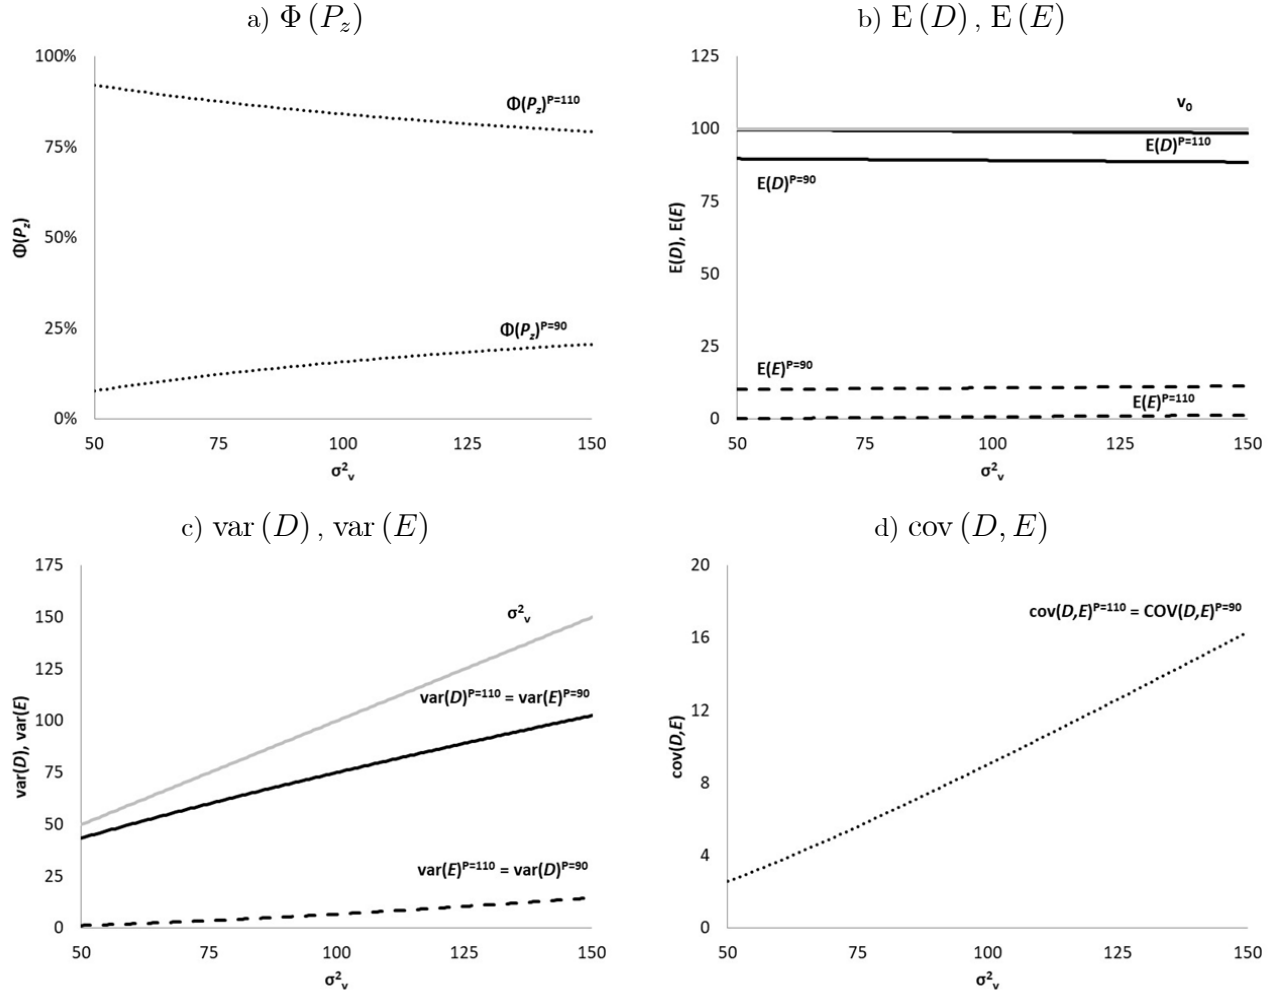 a) Φ (P_z)
100%
75%
50%
25%
0%
Φ(P_z)
Φ(P_z)^P=110
Φ(P_z)^P=90
50 75 100 125 150
σ²_v
b) E (D) , E (E)
125
100
75
50
25
0
E(D), E(E)
v₀
E(D)^P=110
E(D)^P=90
E(E)^P=90
E(E)^P=110
50 75 100 125 150
σ²_v
c) var (D) , var (E)
175
150
125
100
75
50
25
0
var(D), var(E)
σ²_v
var(D)^P=110 = var(E)^P=90
var(E)^P=110 = var(D)^P=90
50 75 100 125 150
σ²_v
d) cov (D, E)
20
16
12
8
4
0
cov(D,E)
cov(D,E)^P=110 = COV(D,E)^P=90
50 75 100 125 150
σ²_v